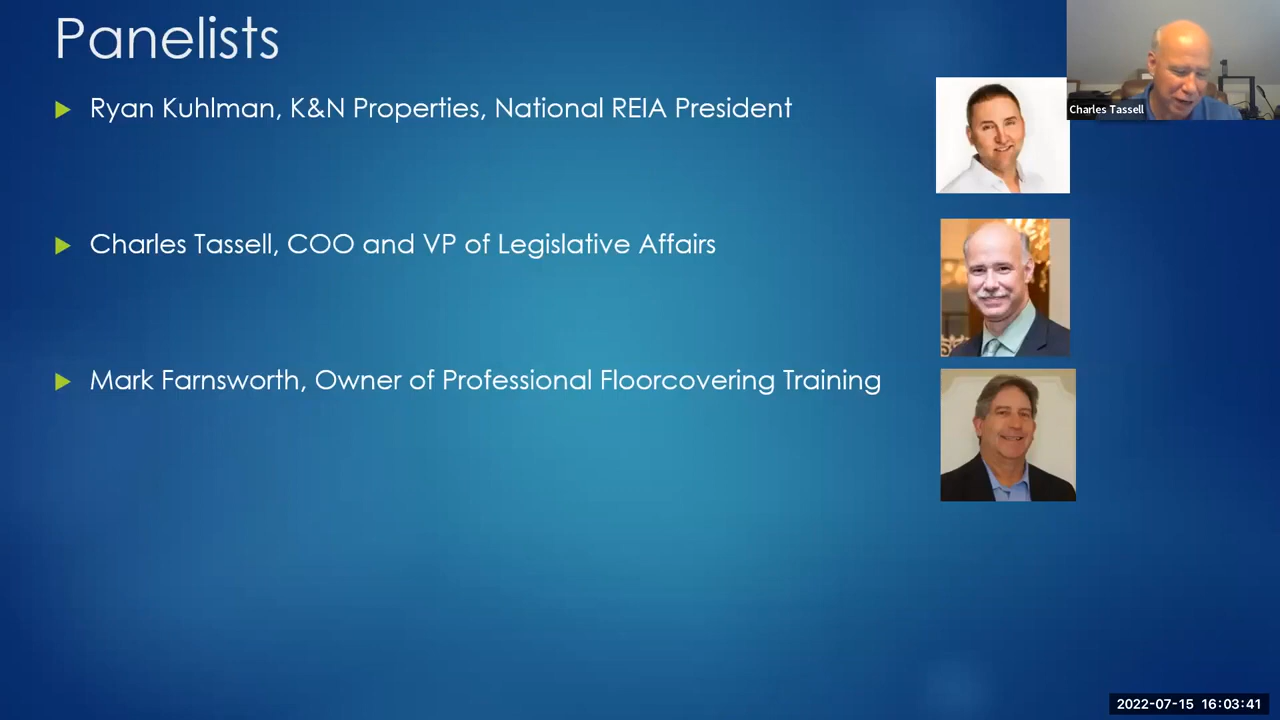 Panelists
Ryan Kuhlman, K&N Properties, National REIA President
Charles Tassell
Charles Tassell, COO and VP of Legislative Affairs
Mark Farnsworth, Owner of Professional Floorcovering Training
2022-07-15 16:03:41